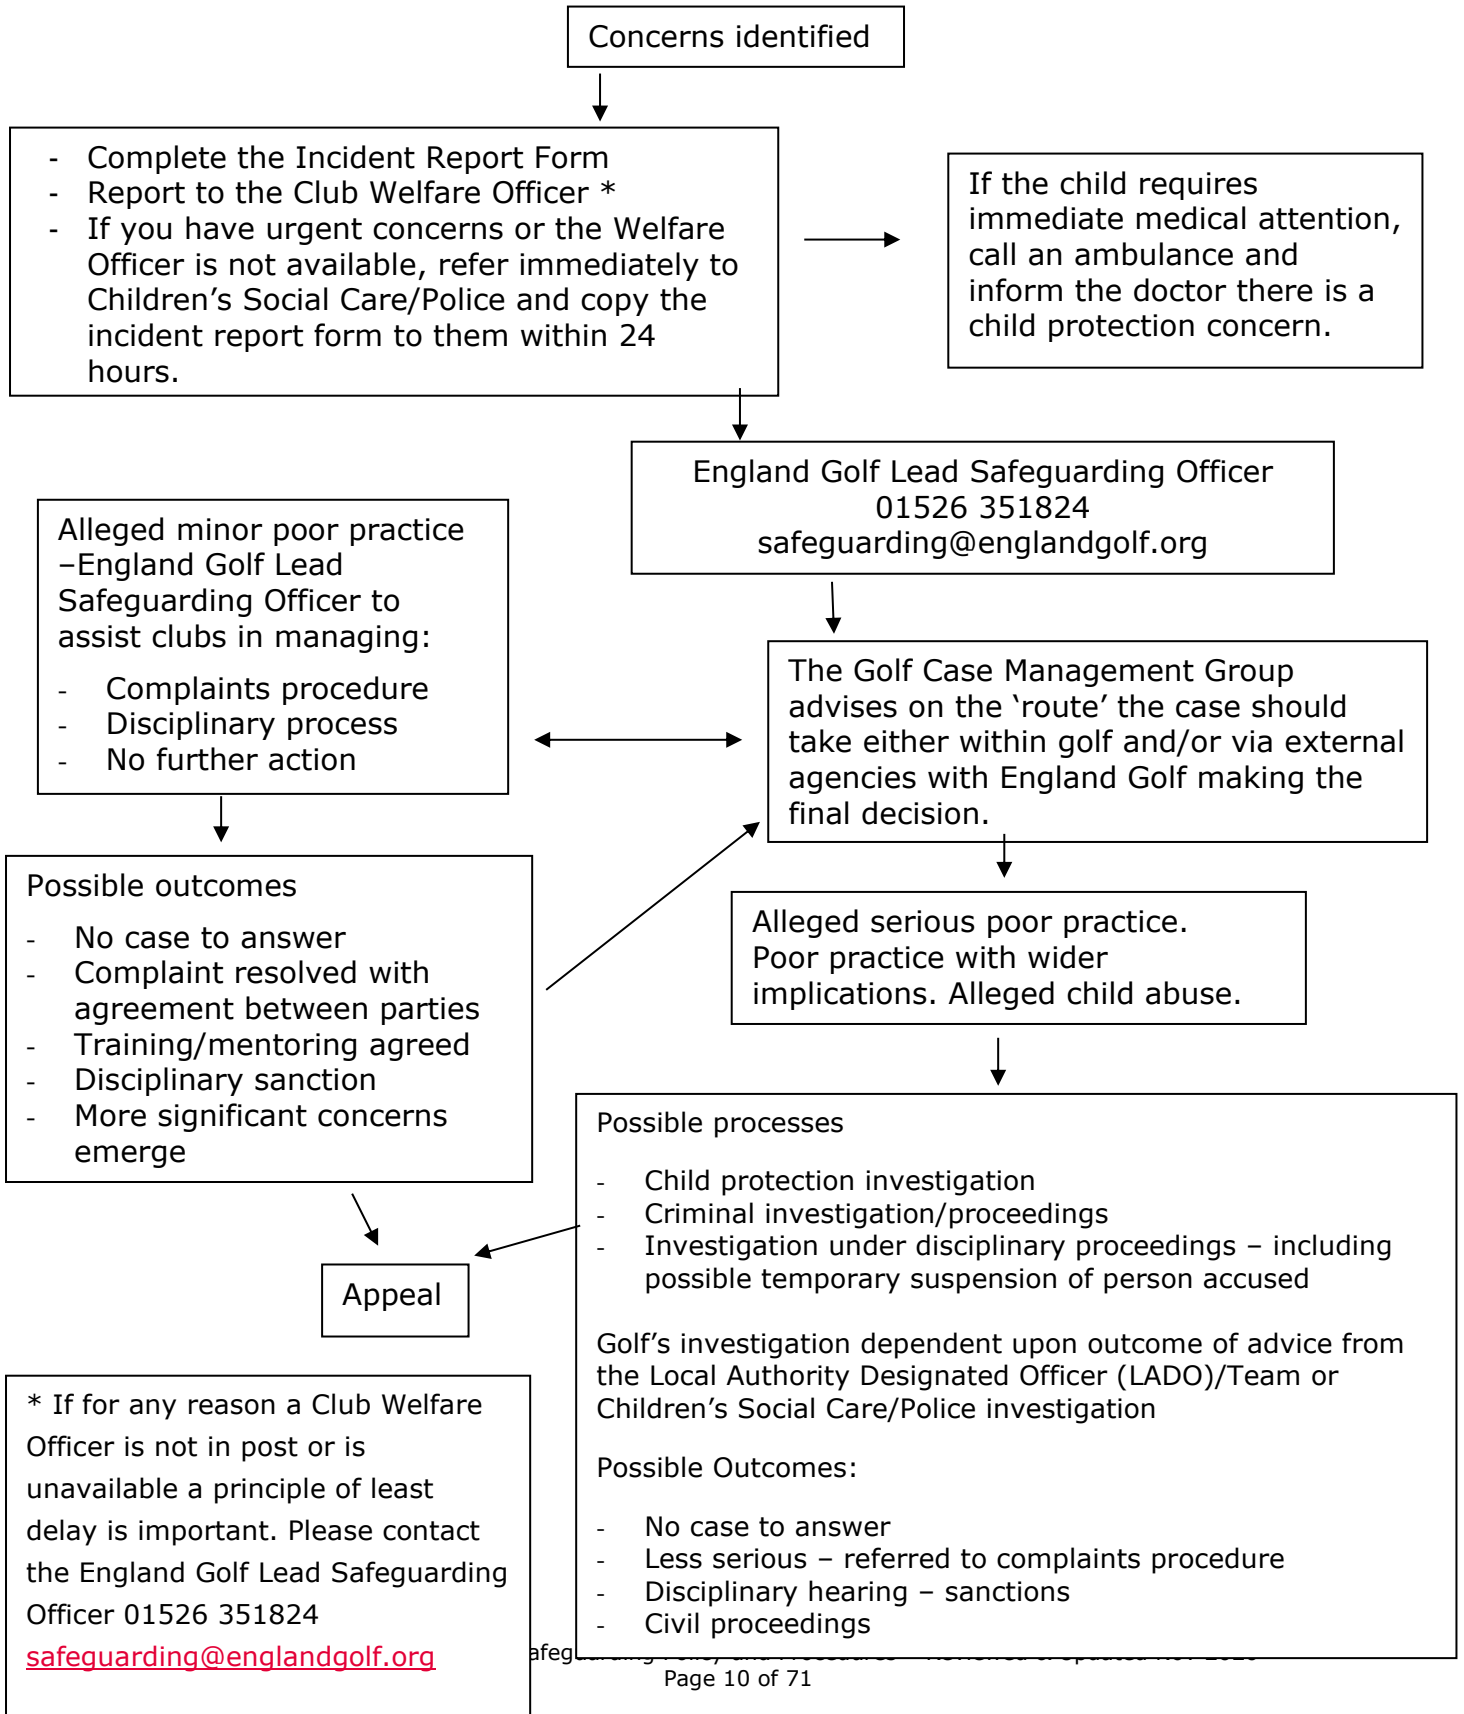 Concerns identified
- Complete the Incident Report Form
- Report to the Club Welfare Officer *
- If you have urgent concerns or the Welfare
Officer is not available, refer immediately to
Children’s Social Care/Police and copy the
incident report form to them within 24
hours.
If the child requires
immediate medical attention,
call an ambulance and
inform the doctor there is a
child protection concern.
England Golf Lead Safeguarding Officer
01526 351824
safeguarding@englandgolf.org
Alleged minor poor practice
–England Golf Lead
Safeguarding Officer to
assist clubs in managing:
- Complaints procedure
- Disciplinary process
- No further action
The Golf Case Management Group
advises on the ‘route’ the case should
take either within golf and/or via external
agencies with England Golf making the
final decision.
Possible outcomes
- No case to answer
- Complaint resolved with
agreement between parties
- Training/mentoring agreed
- Disciplinary sanction
- More significant concerns
emerge
Alleged serious poor practice.
Poor practice with wider
implications. Alleged child abuse.
Possible processes
- Child protection investigation
- Criminal investigation/proceedings
- Investigation under disciplinary proceedings – including
possible temporary suspension of person accused
Golf’s investigation dependent upon outcome of advice from
the Local Authority Designated Officer (LADO)/Team or
Children’s Social Care/Police investigation
Possible Outcomes:
- No case to answer
- Less serious – referred to complaints procedure
- Disciplinary hearing – sanctions
- Civil proceedings
Appeal
* If for any reason a Club Welfare
Officer is not in post or is
unavailable a principle of least
delay is important. Please contact
the England Golf Lead Safeguarding
Officer 01526 351824
safeguarding@englandgolf.org
Page 10 of 71